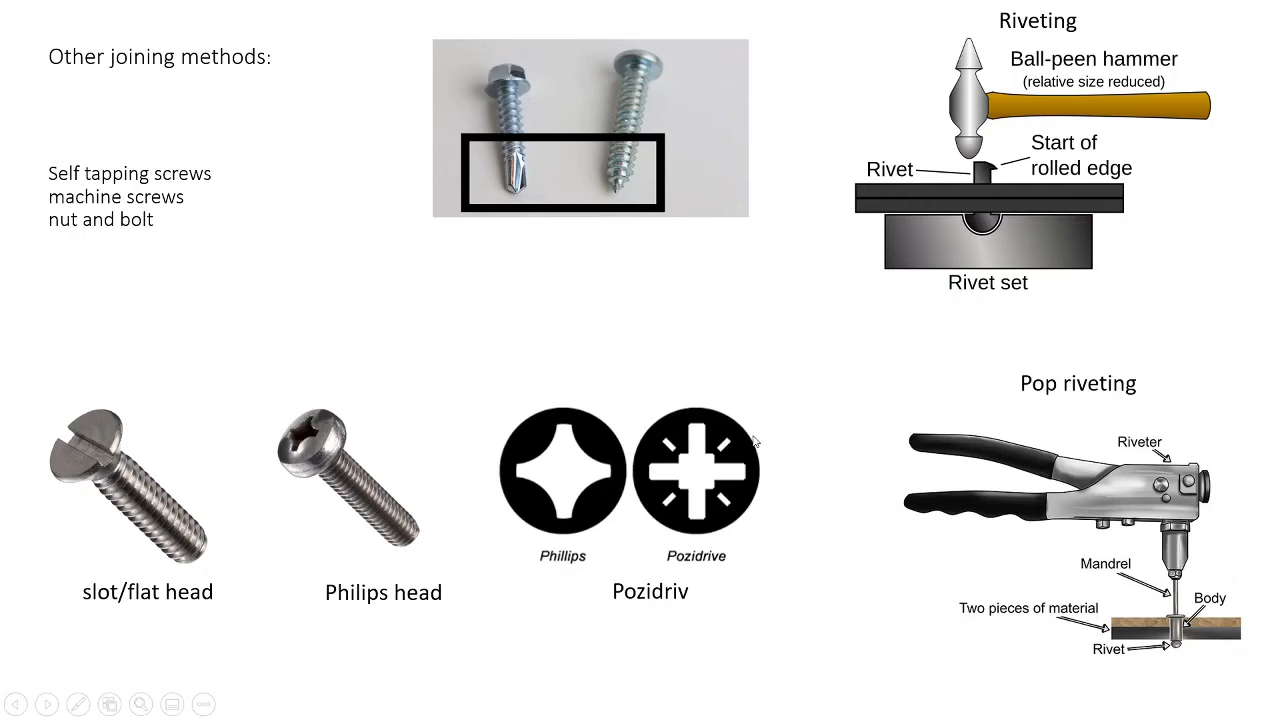 Other joining methods:
Self tapping screws
machine screws
nut and bolt
Riveting
Ball-peen hammer
(relative size reduced)
Start of
rolled edge
Rivet
Rivet set
slot/flat head
Philips head
Phillips
Pozidrive
Pozidriv
Pop riveting
Riveter
Mandrel
Body
Two pieces of material
Rivet